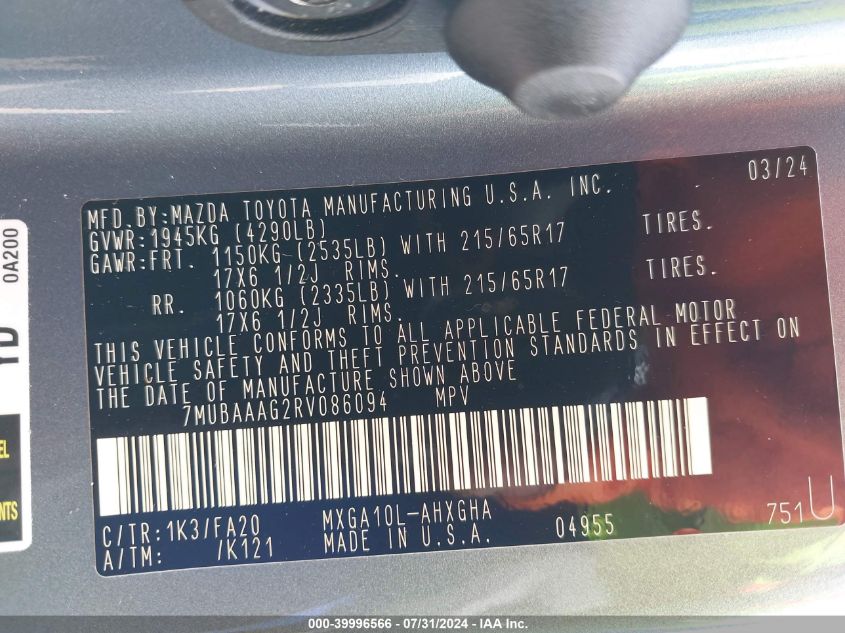 03/24
MFD.BY:MAZDA TOYOTA MANUFACTURING U.S.A. INC.
GVWR:1945KG (4290LB)
GAWR:FRT. 1150KG (2535LB) WITH 215/65R17 TIRES.
17X6 1/2J RIMS.
RR. 1060KG (2335LB) WITH 215/65R17 TIRES.
17X6 1/2J RIMS.
THIS VEHICLE CONFORMS TO ALL APPLICABLE FEDERAL MOTOR
VEHICLE SAFETY AND THEFT PREVENTION STANDARDS IN EFFECT ON
THE DATE OF MANUFACTURE SHOWN ABOVE
7MUBAAAG2RV086094 MPV
C/TR:1K3/FA20 MXGA10L-AHXGHA 04955 751U
A/TM: /K121 MADE IN U.S.A.
0A200
YD
EL
NTS
000-39996566 - 07/31/2024 - IAA Inc.